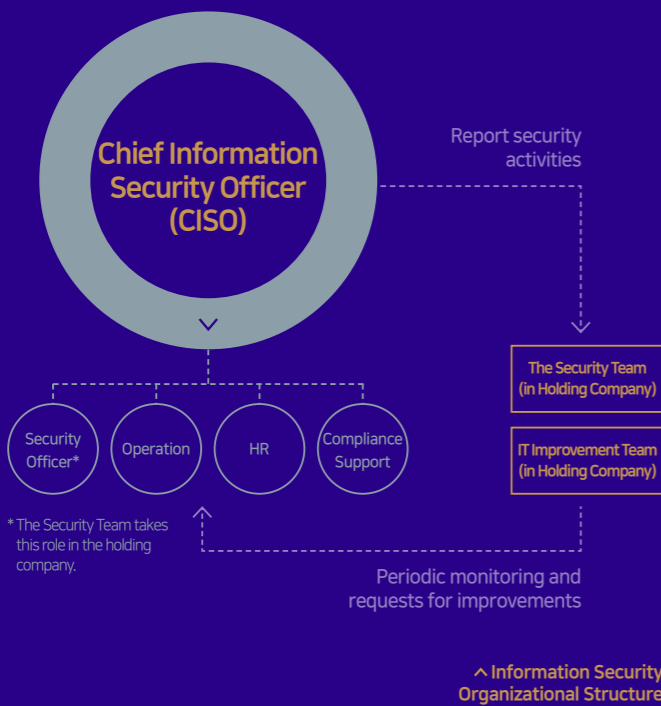 Chief Information
Security Officer
(CISO)
Report security
activities
The Security Team
(in Holding Company)
IT Improvement Team
(in Holding Company)
Security
Officer*
Operation
HR
Compliance
Support
* The Security Team takes
this role in the holding
company.
Periodic monitoring and
requests for improvements
Information Security
Organizational Structure